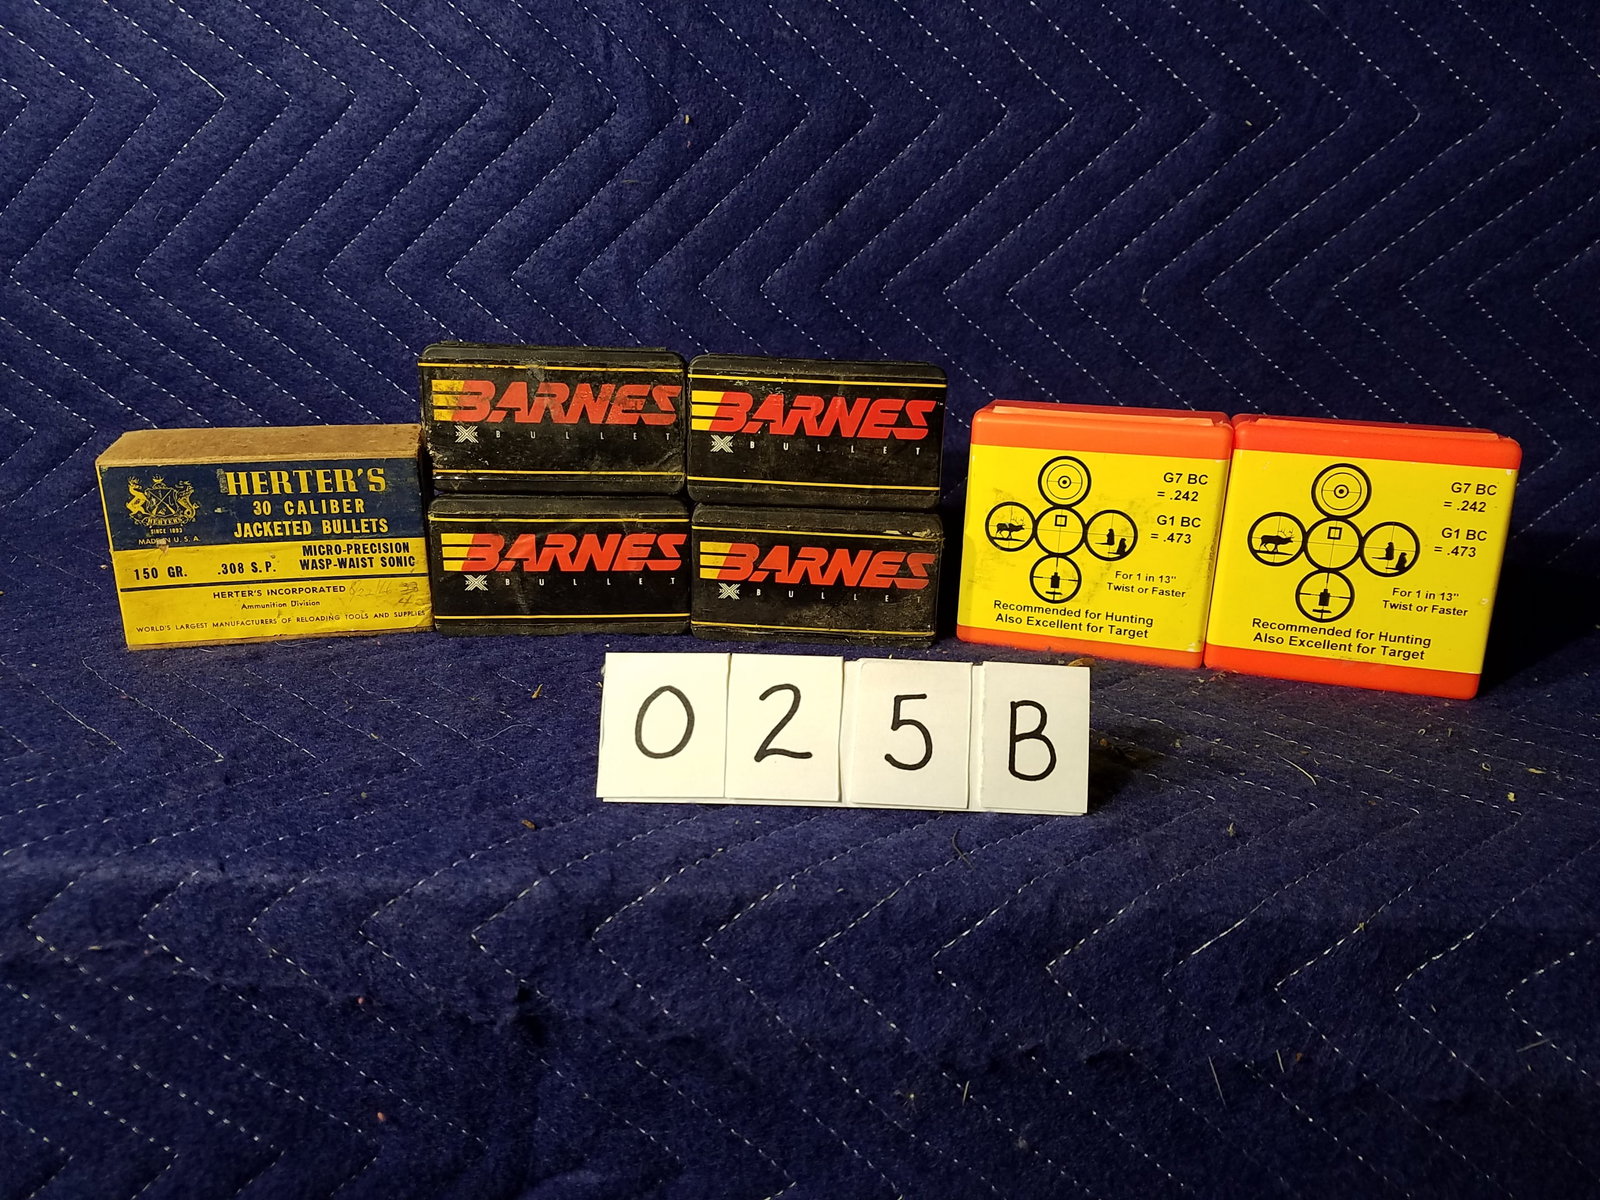 HERTER'S
30 CALIBER
JACKETED BULLETS
HERTERS
SINCE 1893
MADE IN U.S.A.
MICRO-PRECISION
WASP-WAIST SONIC
150 GR. .308 S.P.
HERTER'S INCORPORATED
Ammunition Division
WORLD'S LARGEST MANUFACTURERS OF RELOADING TOOLS AND SUPPLIES
BARNES
X BULLET
BARNES
X BULLET
BARNES
X BULLET
BARNES
X BULLET
G7 BC
= .242
G1 BC
= .473
For 1 in 13"
Twist or Faster
Recommended for Hunting
Also Excellent for Target
G7 BC
= .242
G1 BC
= .473
For 1 in 13"
Twist or Faster
Recommended for Hunting
Also Excellent for Target
025B